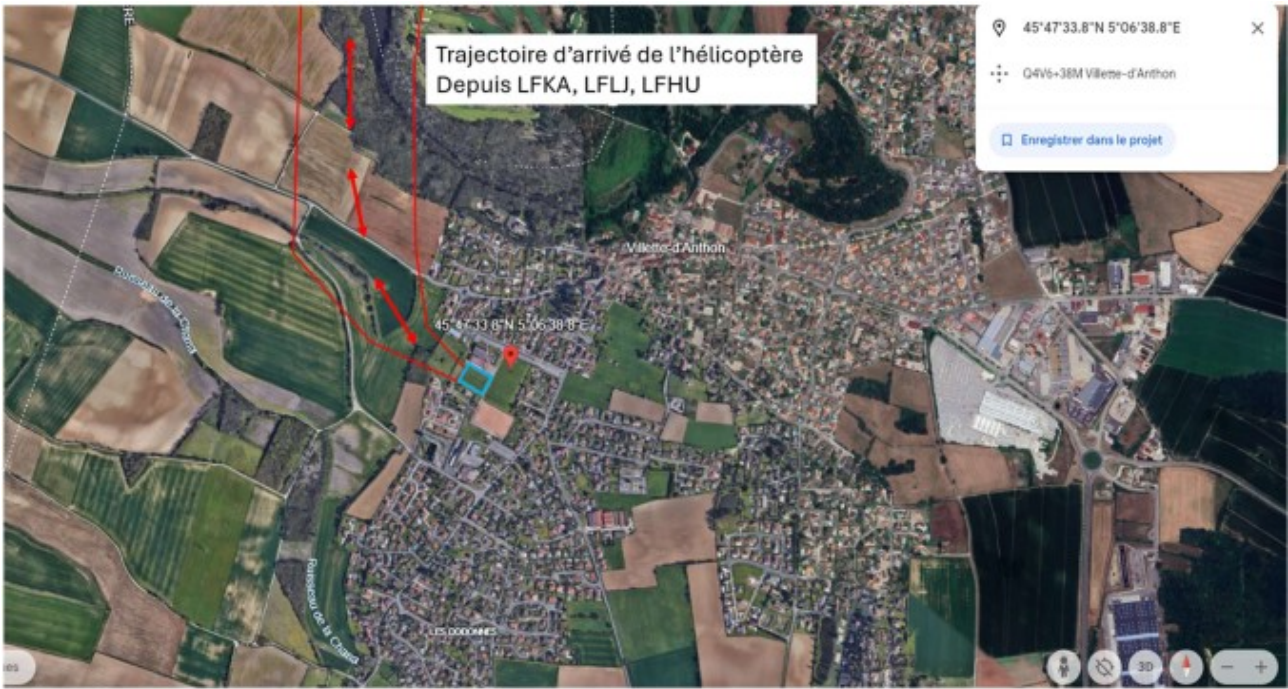 Trajectoire d'arrivé de l'hélicoptère
Depuis LFKA, LFLJ, LFHU
45°47'33.8"N 5°06'38.8"E
Q4V6+38M Villette-d'Anthon
Enregistrer dans le projet
RE
Villette-d'Anthon
Ruisseau de la Chana
45°47'33.8"N 5°06'38.8"E
Ruisseau de la Chana
LES DODONNES
es
3D